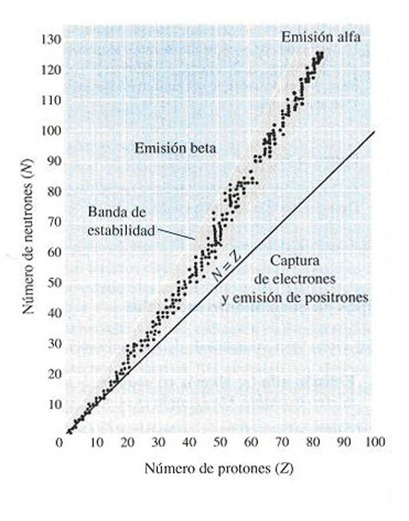 Emisión alfa
130
120
110
100
90
80
70
60
50
40
30
20
10
Número de neutrones (N)
Emisión beta
Banda de
estabilidad
N = Z
Captura
de electrones
y emisión de positrones
0 10 20 30 40 50 60 70 80 90 100
Número de protones (Z)